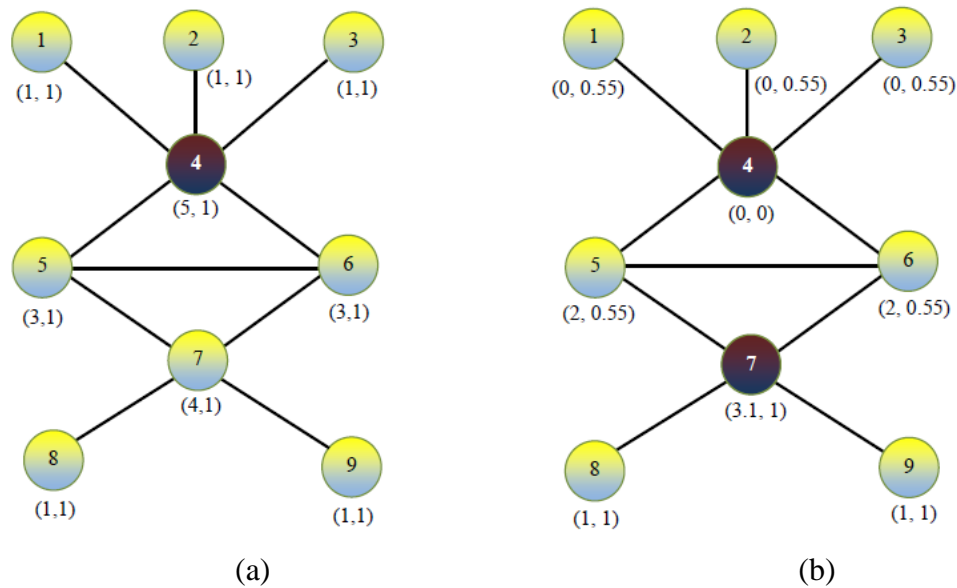 1 2 3
(1, 1) (1, 1) (1,1)
4
(5, 1)
5 6
(3,1) (3,1)
7
(4,1)
8 9
(1,1) (1,1)
(a)
1 2 3
(0, 0.55) (0, 0.55) (0, 0.55)
4
(0, 0)
5 6
(2, 0.55) (2, 0.55)
7
(3.1, 1)
8 9
(1, 1) (1, 1)
(b)